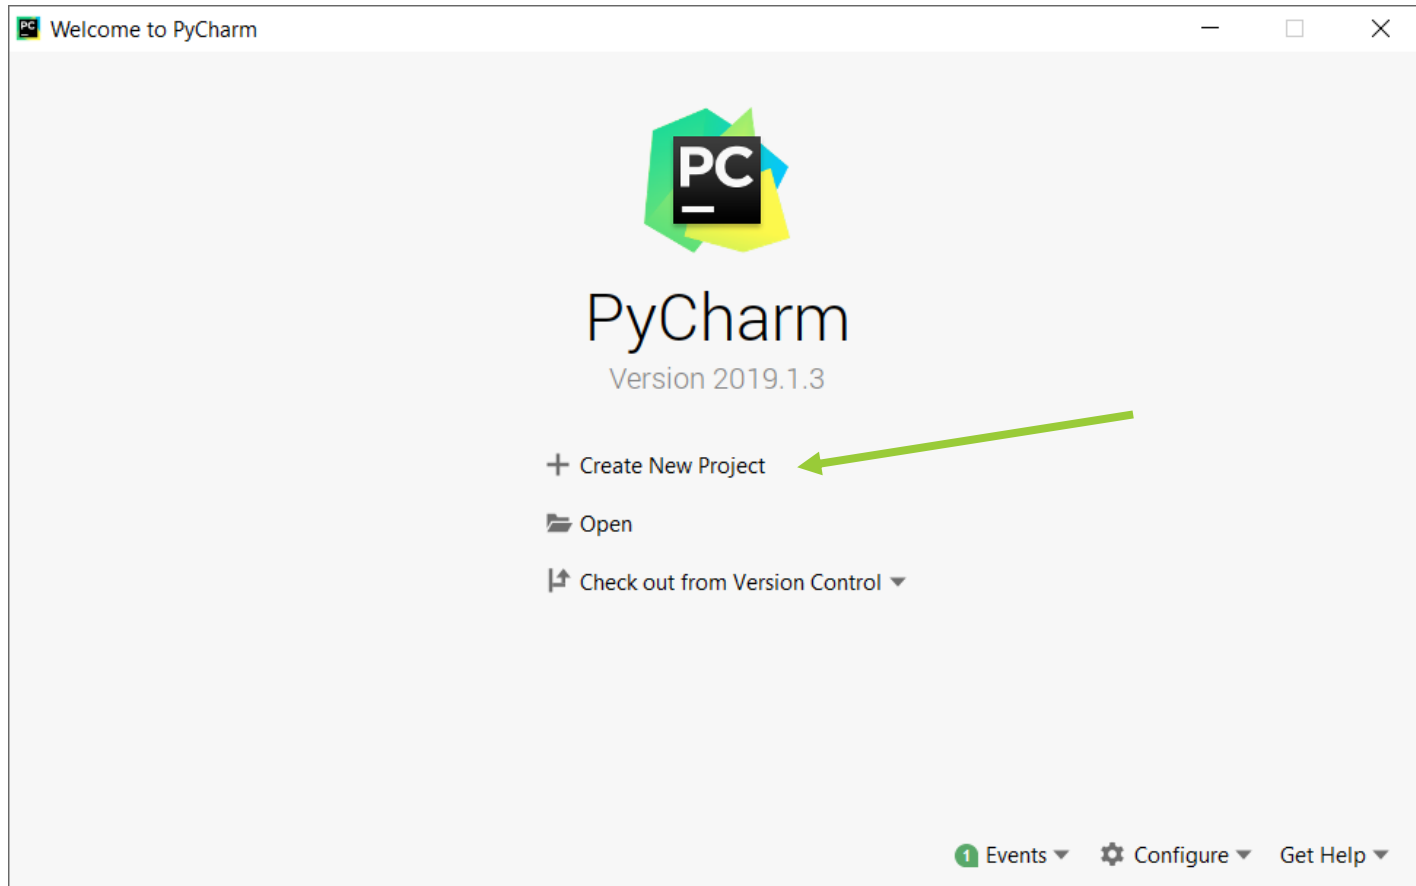 Welcome to PyCharm
PC
PyCharm
Version 2019.1.3
Create New Project
Open
Check out from Version Control
1 Events Configure Get Help